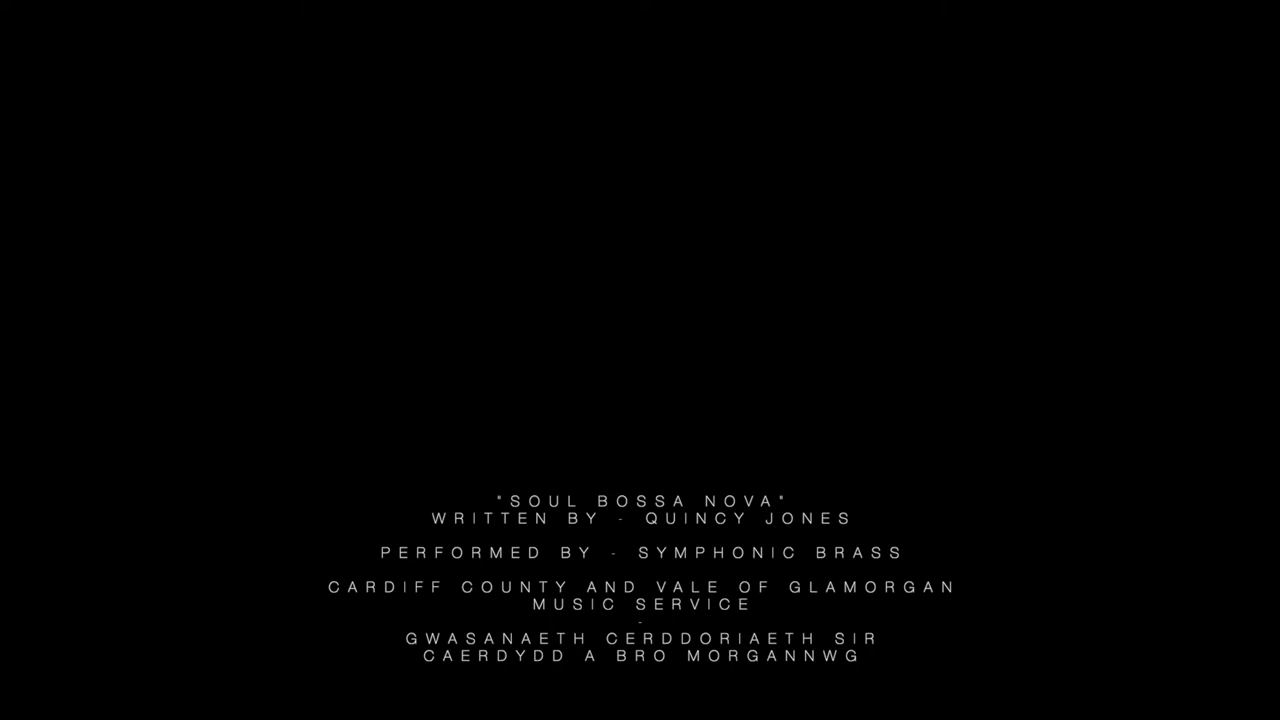 "SOUL BOSSA NOVA"
WRITTEN BY - QUINCY JONES
PERFORMED BY - SYMPHONIC BRASS
CARDIFF COUNTY AND VALE OF GLAMORGAN
MUSIC SERVICE
-
GWASANAETH CERDDORIAETH SIR
CAERDYDD A BRO MORGANNWG